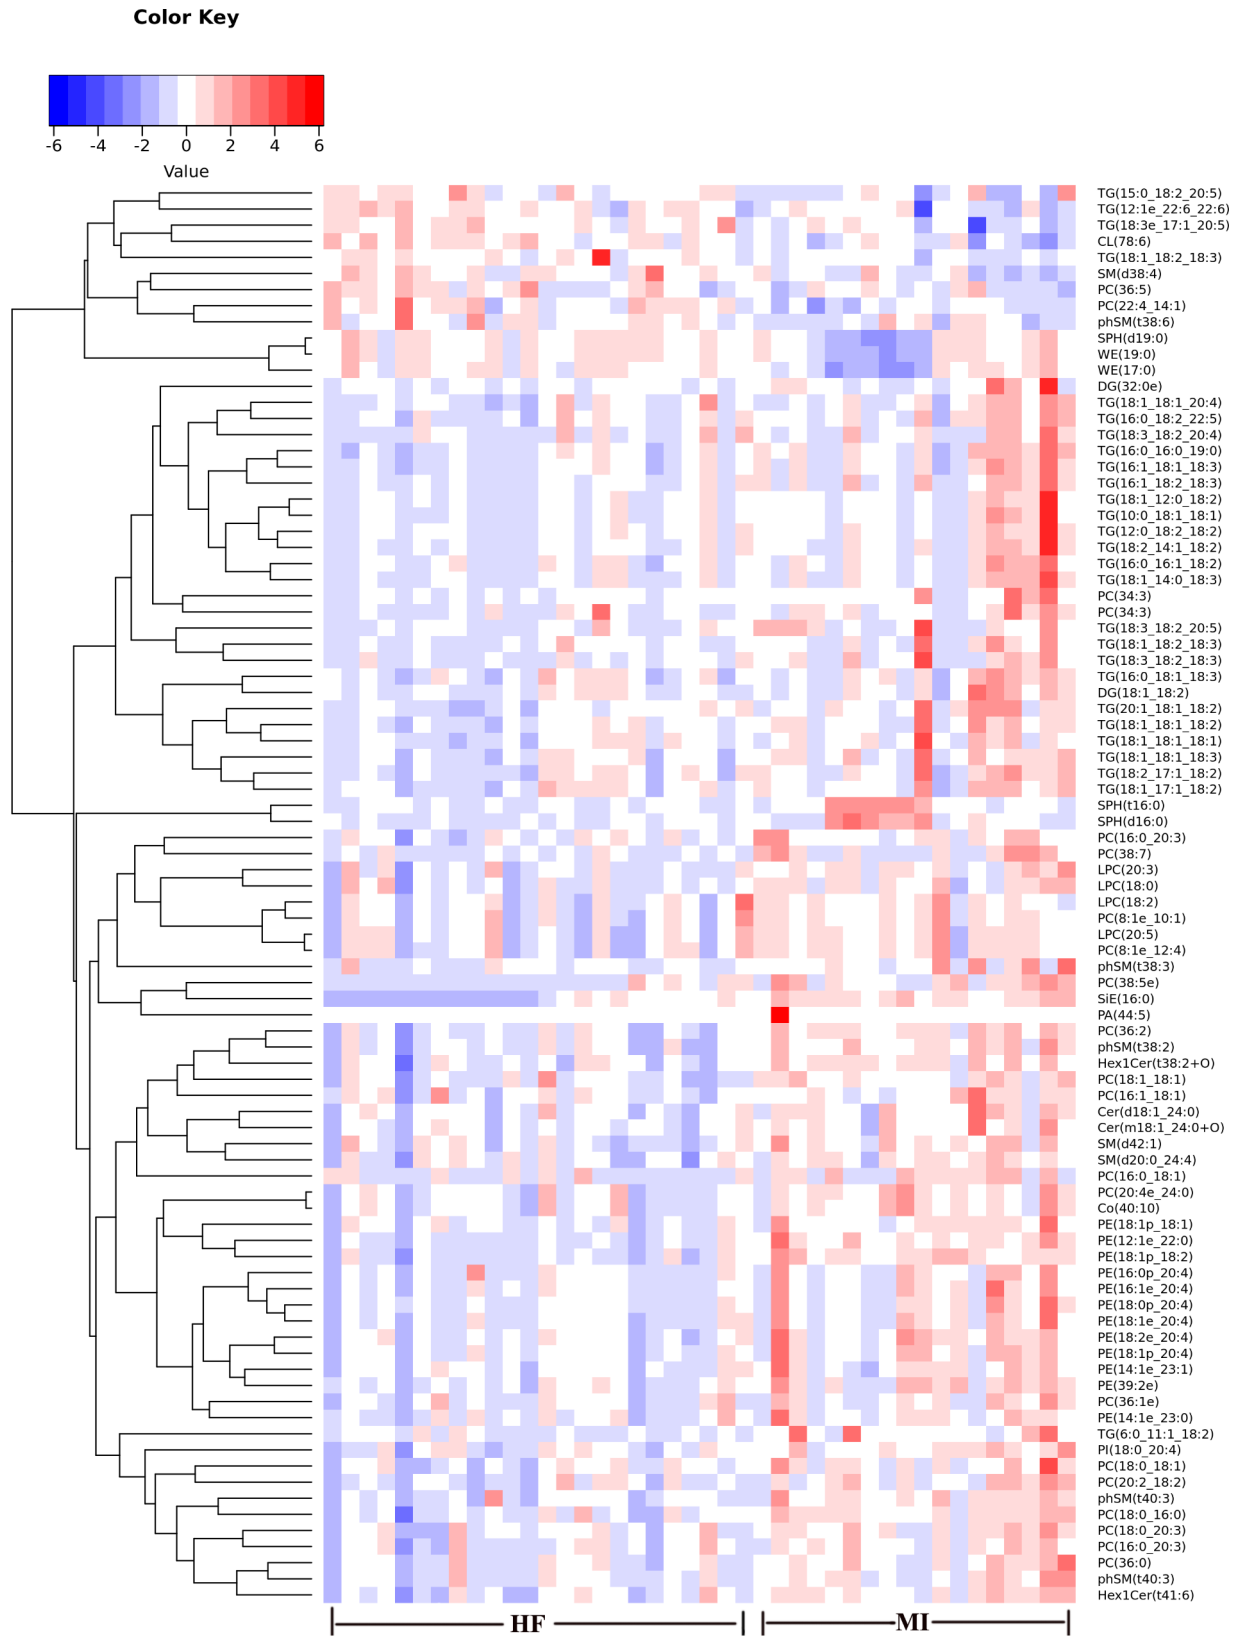 Color Key
-6 -4 -2 0 2 4 6
Value
TG(15:0_18:2_20:5)
TG(12:1e_22:6_22:6)
TG(18:3e_17:1_20:5)
CL(78:6)
TG(18:1_18:2_18:3)
SM(d38:4)
PC(36:5)
PC(22:4_14:1)
phSM(t38:6)
SPH(d19:0)
WE(19:0)
WE(17:0)
DG(32:0e)
TG(18:1_18:1_20:4)
TG(16:0_18:2_22:5)
TG(18:3_18:2_20:4)
TG(16:0_16:0_19:0)
TG(16:1_18:1_18:3)
TG(16:1_18:2_18:3)
TG(18:1_12:0_18:2)
TG(10:0_18:1_18:1)
TG(12:0_18:2_18:2)
TG(18:2_14:1_18:2)
TG(16:0_16:1_18:2)
TG(18:1_14:0_18:3)
PC(34:3)
PC(34:3)
TG(18:3_18:2_20:5)
TG(18:1_18:2_18:3)
TG(18:3_18:2_18:3)
TG(16:0_18:1_18:3)
DG(18:1_18:2)
TG(20:1_18:1_18:2)
TG(18:1_18:1_18:2)
TG(18:1_18:1_18:1)
TG(18:1_18:1_18:3)
TG(18:2_17:1_18:2)
TG(18:1_17:1_18:2)
SPH(t16:0)
SPH(d16:0)
PC(16:0_20:3)
PC(38:7)
LPC(20:3)
LPC(18:0)
LPC(18:2)
PC(8:1e_10:1)
LPC(20:5)
PC(8:1e_12:4)
phSM(t38:3)
PC(38:5e)
SiE(16:0)
PA(44:5)
PC(36:2)
phSM(t38:2)
Hex1Cer(t38:2+O)
PC(18:1_18:1)
PC(16:1_18:1)
Cer(d18:1_24:0)
Cer(m18:1_24:0+O)
SM(d42:1)
SM(d20:0_24:4)
PC(16:0_18:1)
PC(20:4e_24:0)
Co(40:10)
PE(18:1p_18:1)
PE(12:1e_22:0)
PE(18:1p_18:2)
PE(16:0p_20:4)
PE(16:1e_20:4)
PE(18:0p_20:4)
PE(18:1e_20:4)
PE(18:2e_20:4)
PE(18:1p_20:4)
PE(14:1e_23:1)
PE(39:2e)
PC(36:1e)
PE(14:1e_23:0)
TG(6:0_11:1_18:2)
PI(18:0_20:4)
PC(18:0_18:1)
PC(20:2_18:2)
phSM(t40:3)
PC(18:0_16:0)
PC(18:0_20:3)
PC(16:0_20:3)
PC(36:0)
phSM(t40:3)
Hex1Cer(t41:6)
HF MI